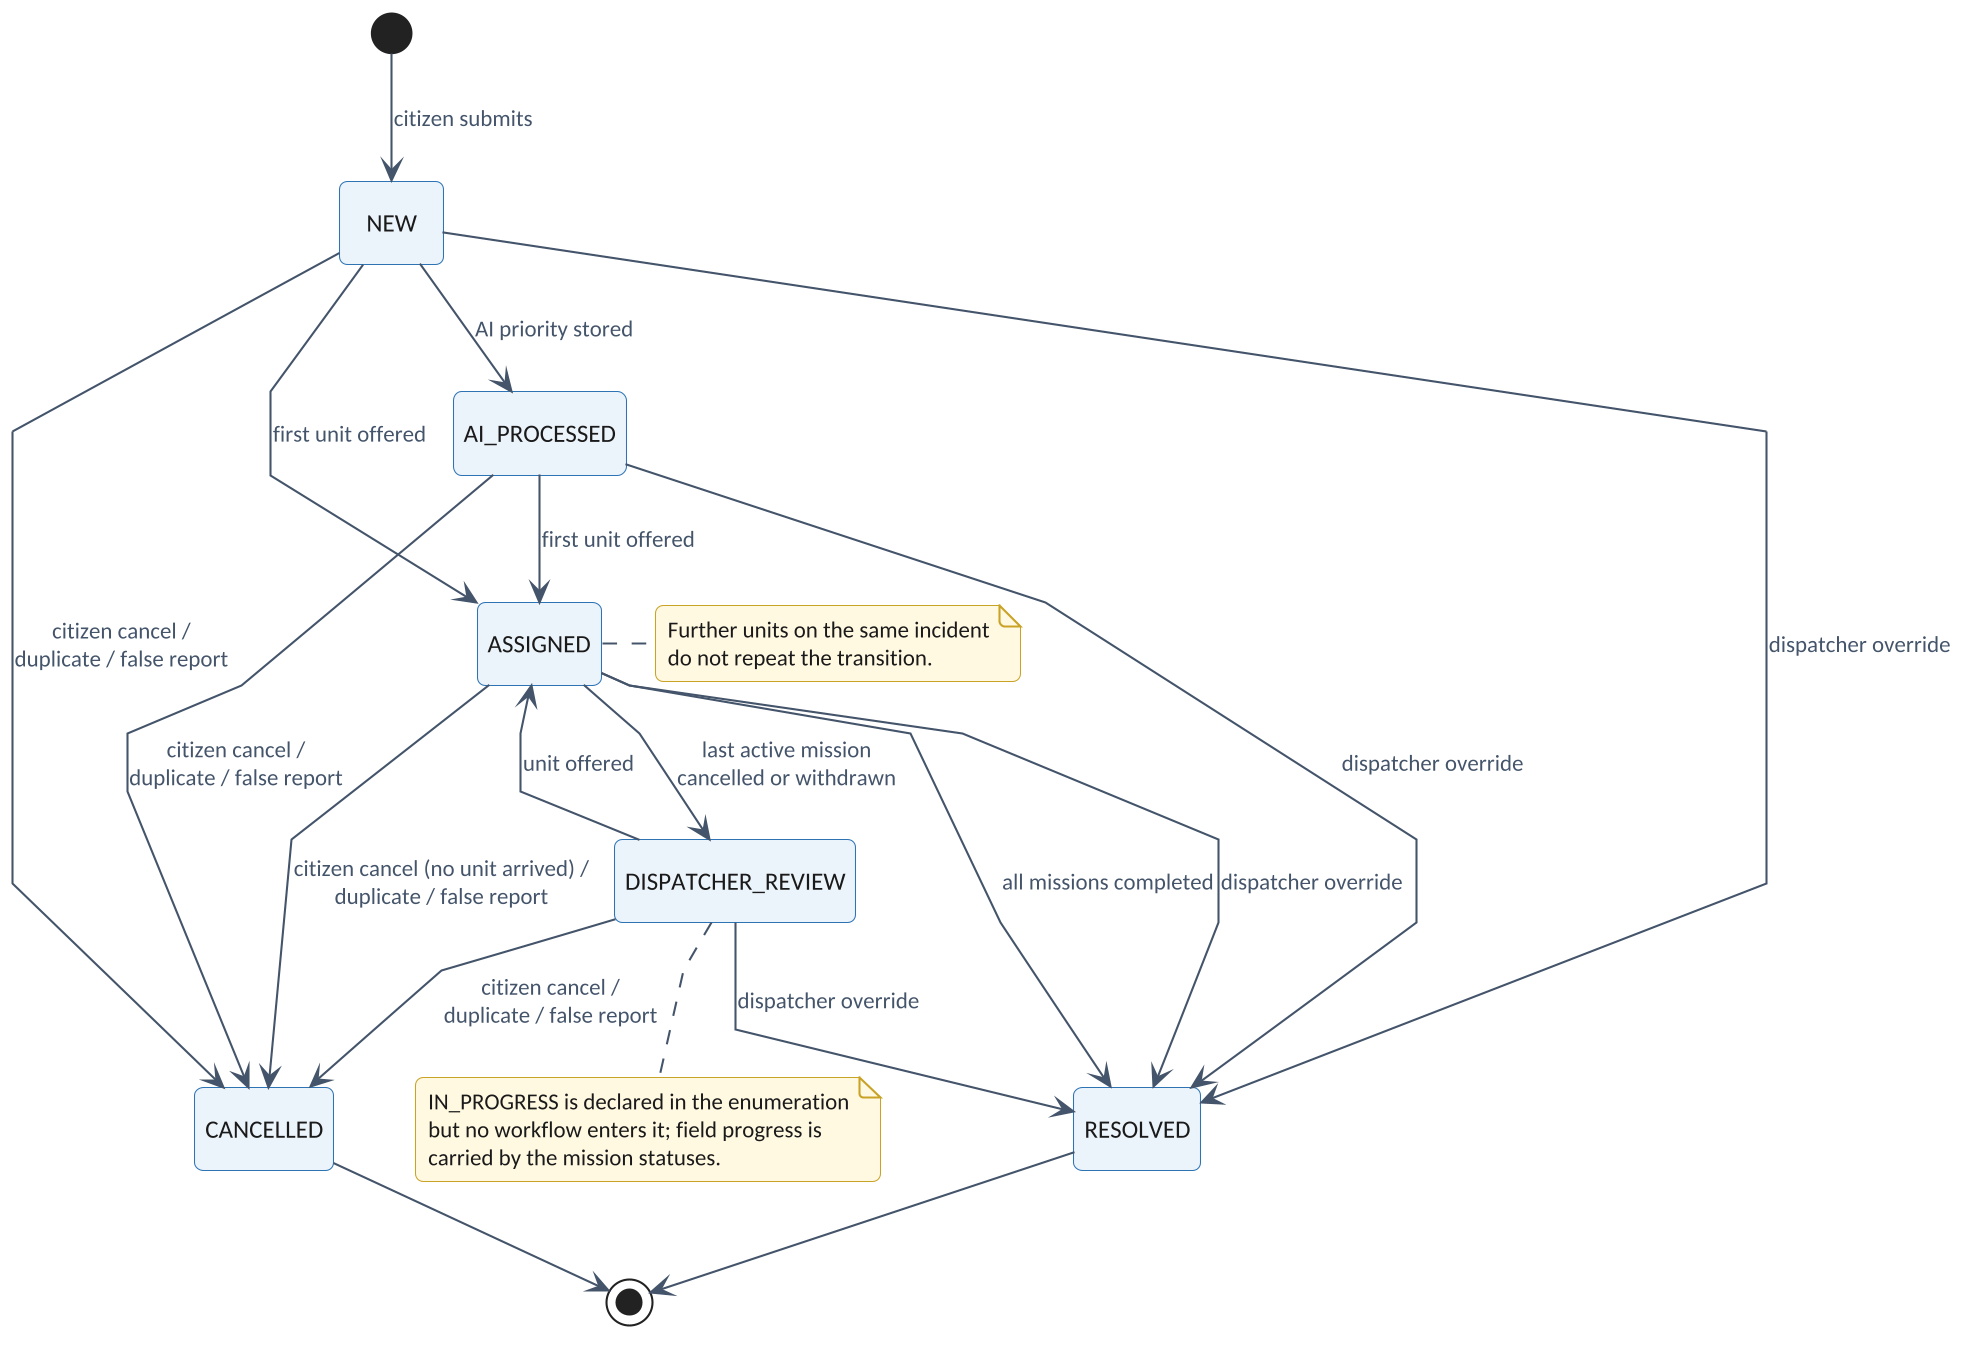 citizen submits
NEW
AI priority stored
first unit offered
AI_PROCESSED
first unit offered
citizen cancel /
duplicate / false report
ASSIGNED
Further units on the same incident
do not repeat the transition.
dispatcher override
citizen cancel /
duplicate / false report
unit offered
last active mission
cancelled or withdrawn
dispatcher override
citizen cancel (no unit arrived) /
duplicate / false report
DISPATCHER_REVIEW
all missions completed
dispatcher override
citizen cancel /
duplicate / false report
dispatcher override
CANCELLED
IN_PROGRESS is declared in the enumeration
but no workflow enters it; field progress is
carried by the mission statuses.
RESOLVED